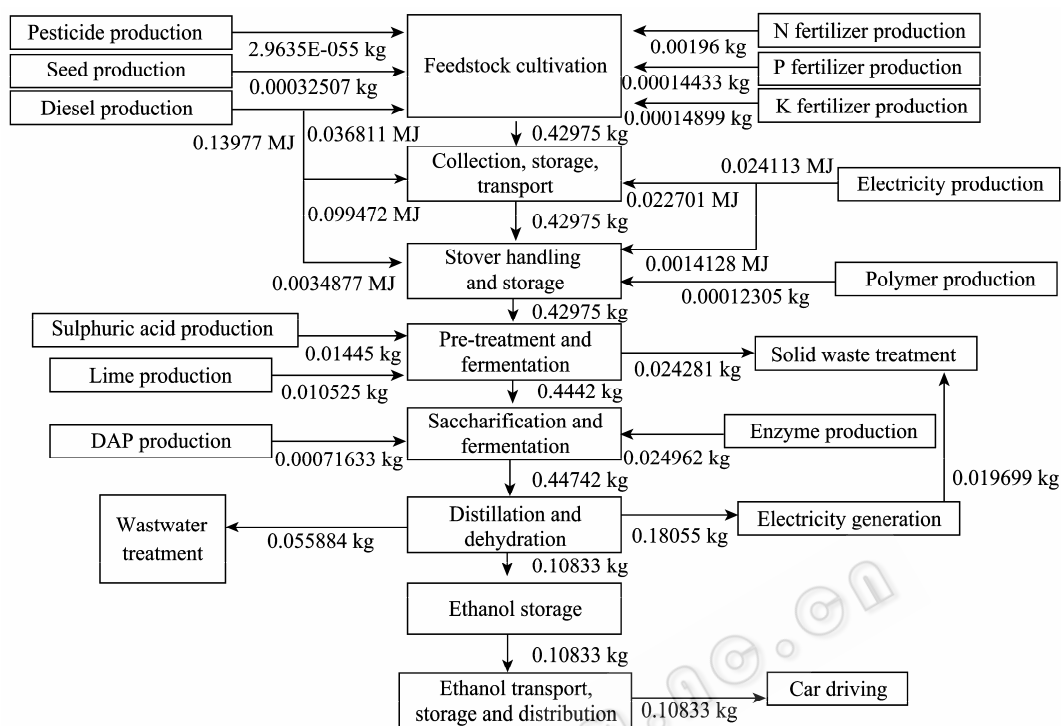 Pesticide production
2.9635E-055 kg
N fertilizer production
0.00196 kg
Seed production
0.00032507 kg
Feedstock cultivation
P fertilizer production
0.00014433 kg
Diesel production
0.13977 MJ
0.036811 MJ
K fertilizer production
0.00014899 kg
0.42975 kg
Collection, storage,
transport
0.024113 MJ
Electricity production
0.022701 MJ
0.099472 MJ
0.42975 kg
Stover handling
and storage
0.0014128 MJ
0.0034877 MJ
Polymer production
0.00012305 kg
0.42975 kg
Sulphuric acid production
0.01445 kg
Pre-treatment and
fermentation
Solid waste treatment
0.024281 kg
Lime production
0.010525 kg
0.4442 kg
Saccharification and
fermentation
DAP production
0.00071633 kg
Enzyme production
0.024962 kg
0.44742 kg
0.019699 kg
Wastwater
treatment
0.055884 kg
Distillation and
dehydration
0.18055 kg
Electricity generation
0.10833 kg
Ethanol storage
0.10833 kg
Ethanol transport,
storage and distribution
0.10833 kg
Car driving